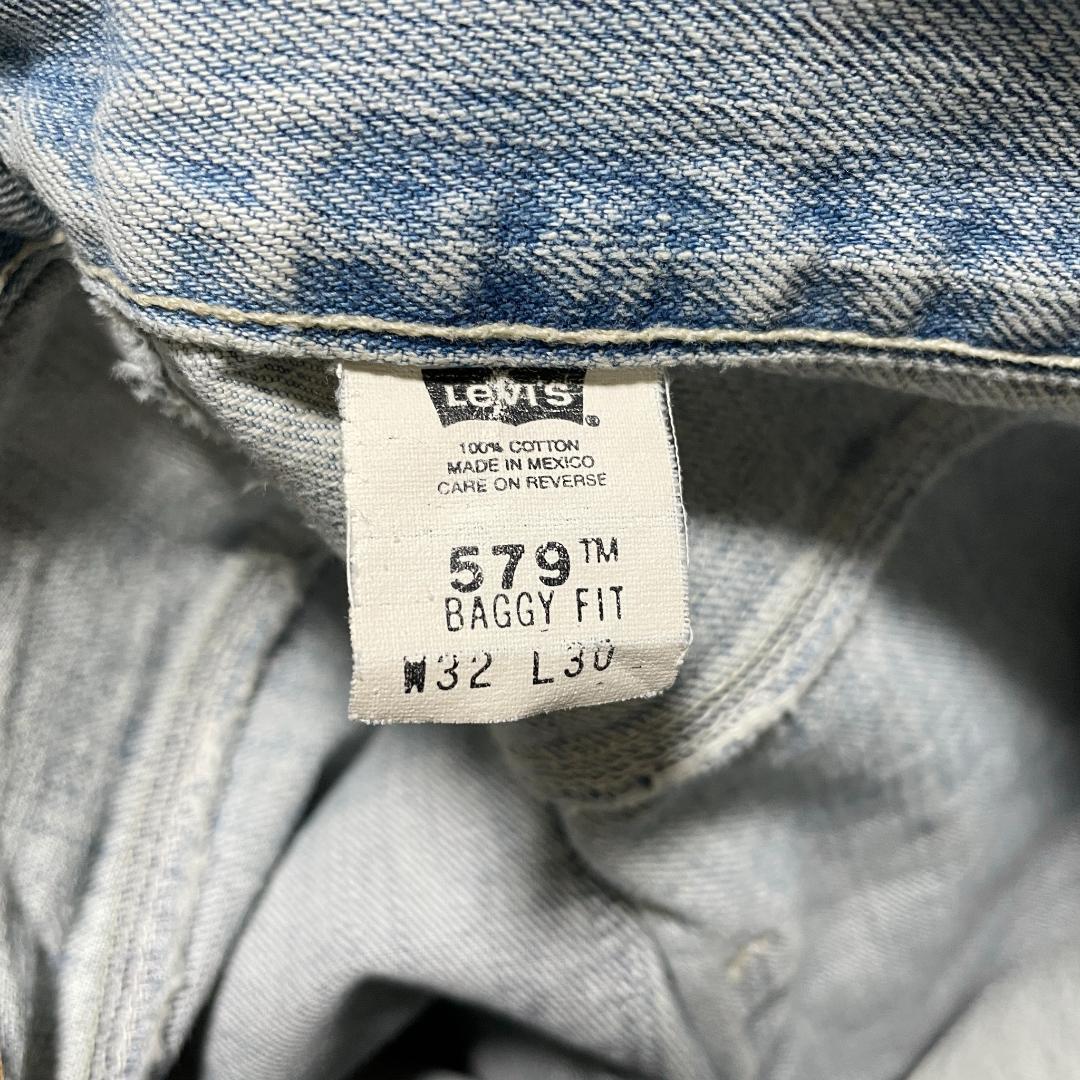 Levi's®
100% COTTON
MADE IN MEXICO
CARE ON REVERSE
579™
BAGGY FIT
W32 L30